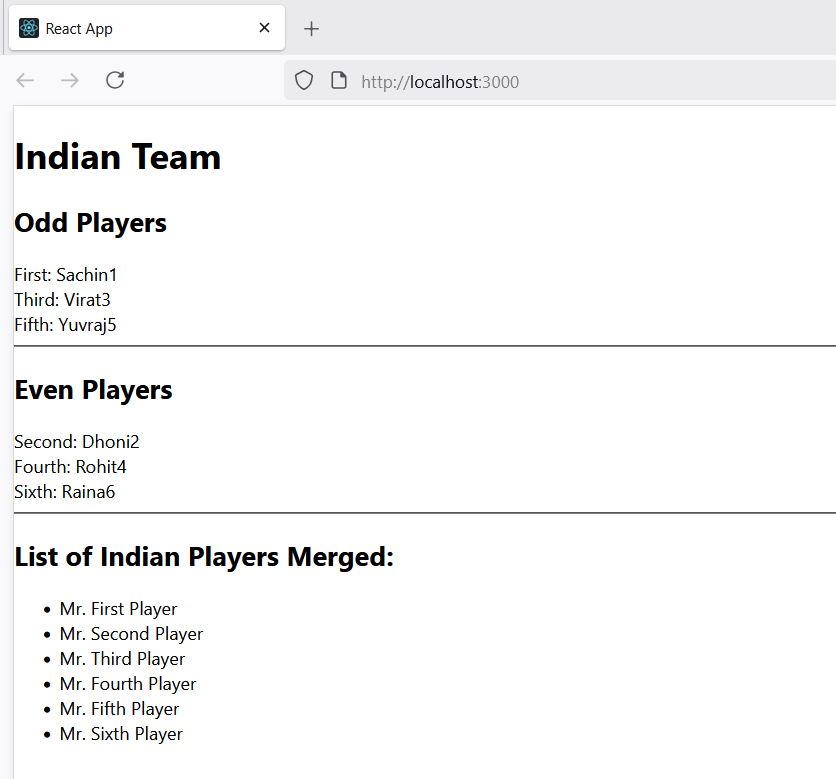 React App
http://localhost:3000
Indian Team
Odd Players
First: Sachin1
Third: Virat3
Fifth: Yuvraj5
Even Players
Second: Dhoni2
Fourth: Rohit4
Sixth: Raina6
List of Indian Players Merged:
• Mr. First Player
• Mr. Second Player
• Mr. Third Player
• Mr. Fourth Player
• Mr. Fifth Player
• Mr. Sixth Player